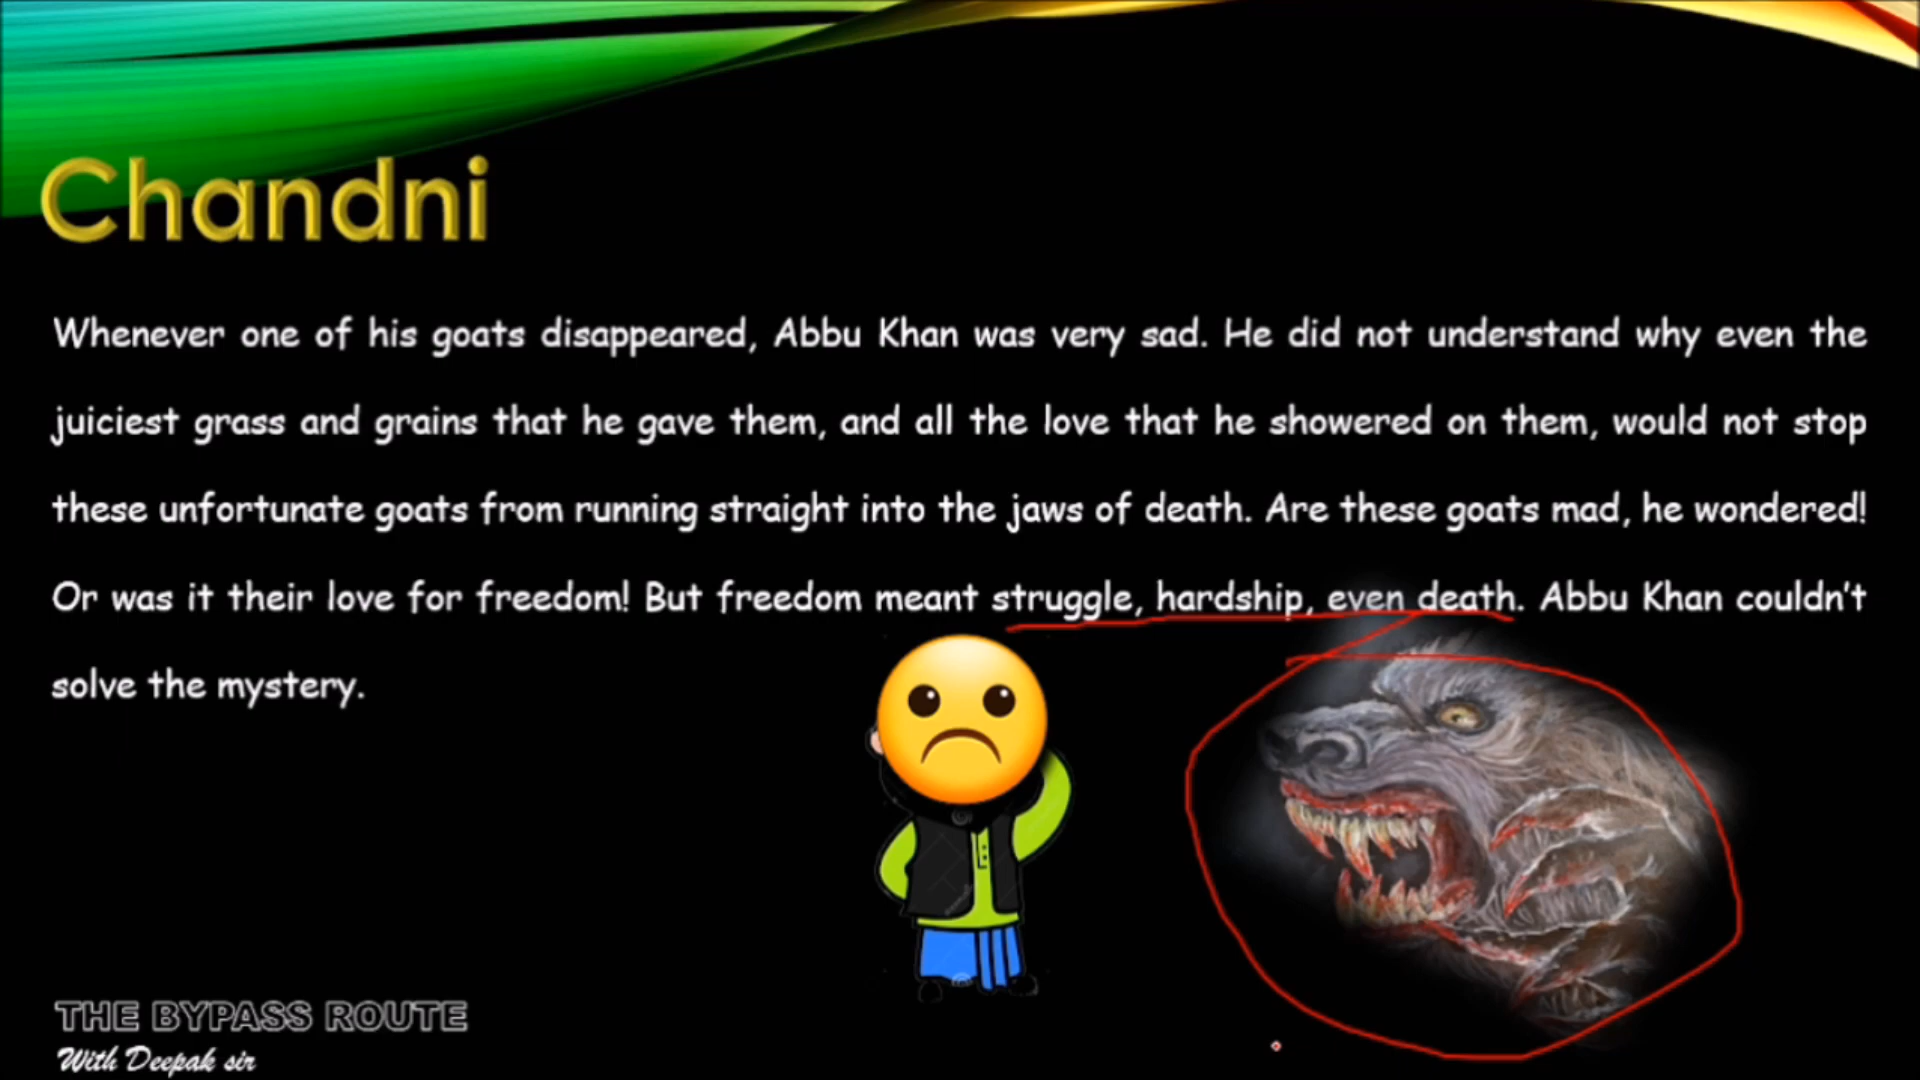 Chandni
Whenever one of his goats disappeared, Abbu Khan was very sad. He did not understand why even the
juiciest grass and grains that he gave them, and all the love that he showered on them, would not stop
these unfortunate goats from running straight into the jaws of death. Are these goats mad, he wondered!
Or was it their love for freedom! But freedom meant struggle, hardship, even death. Abbu Khan couldn't
solve the mystery.
THE BYPASS ROUTE
With Deepak sir